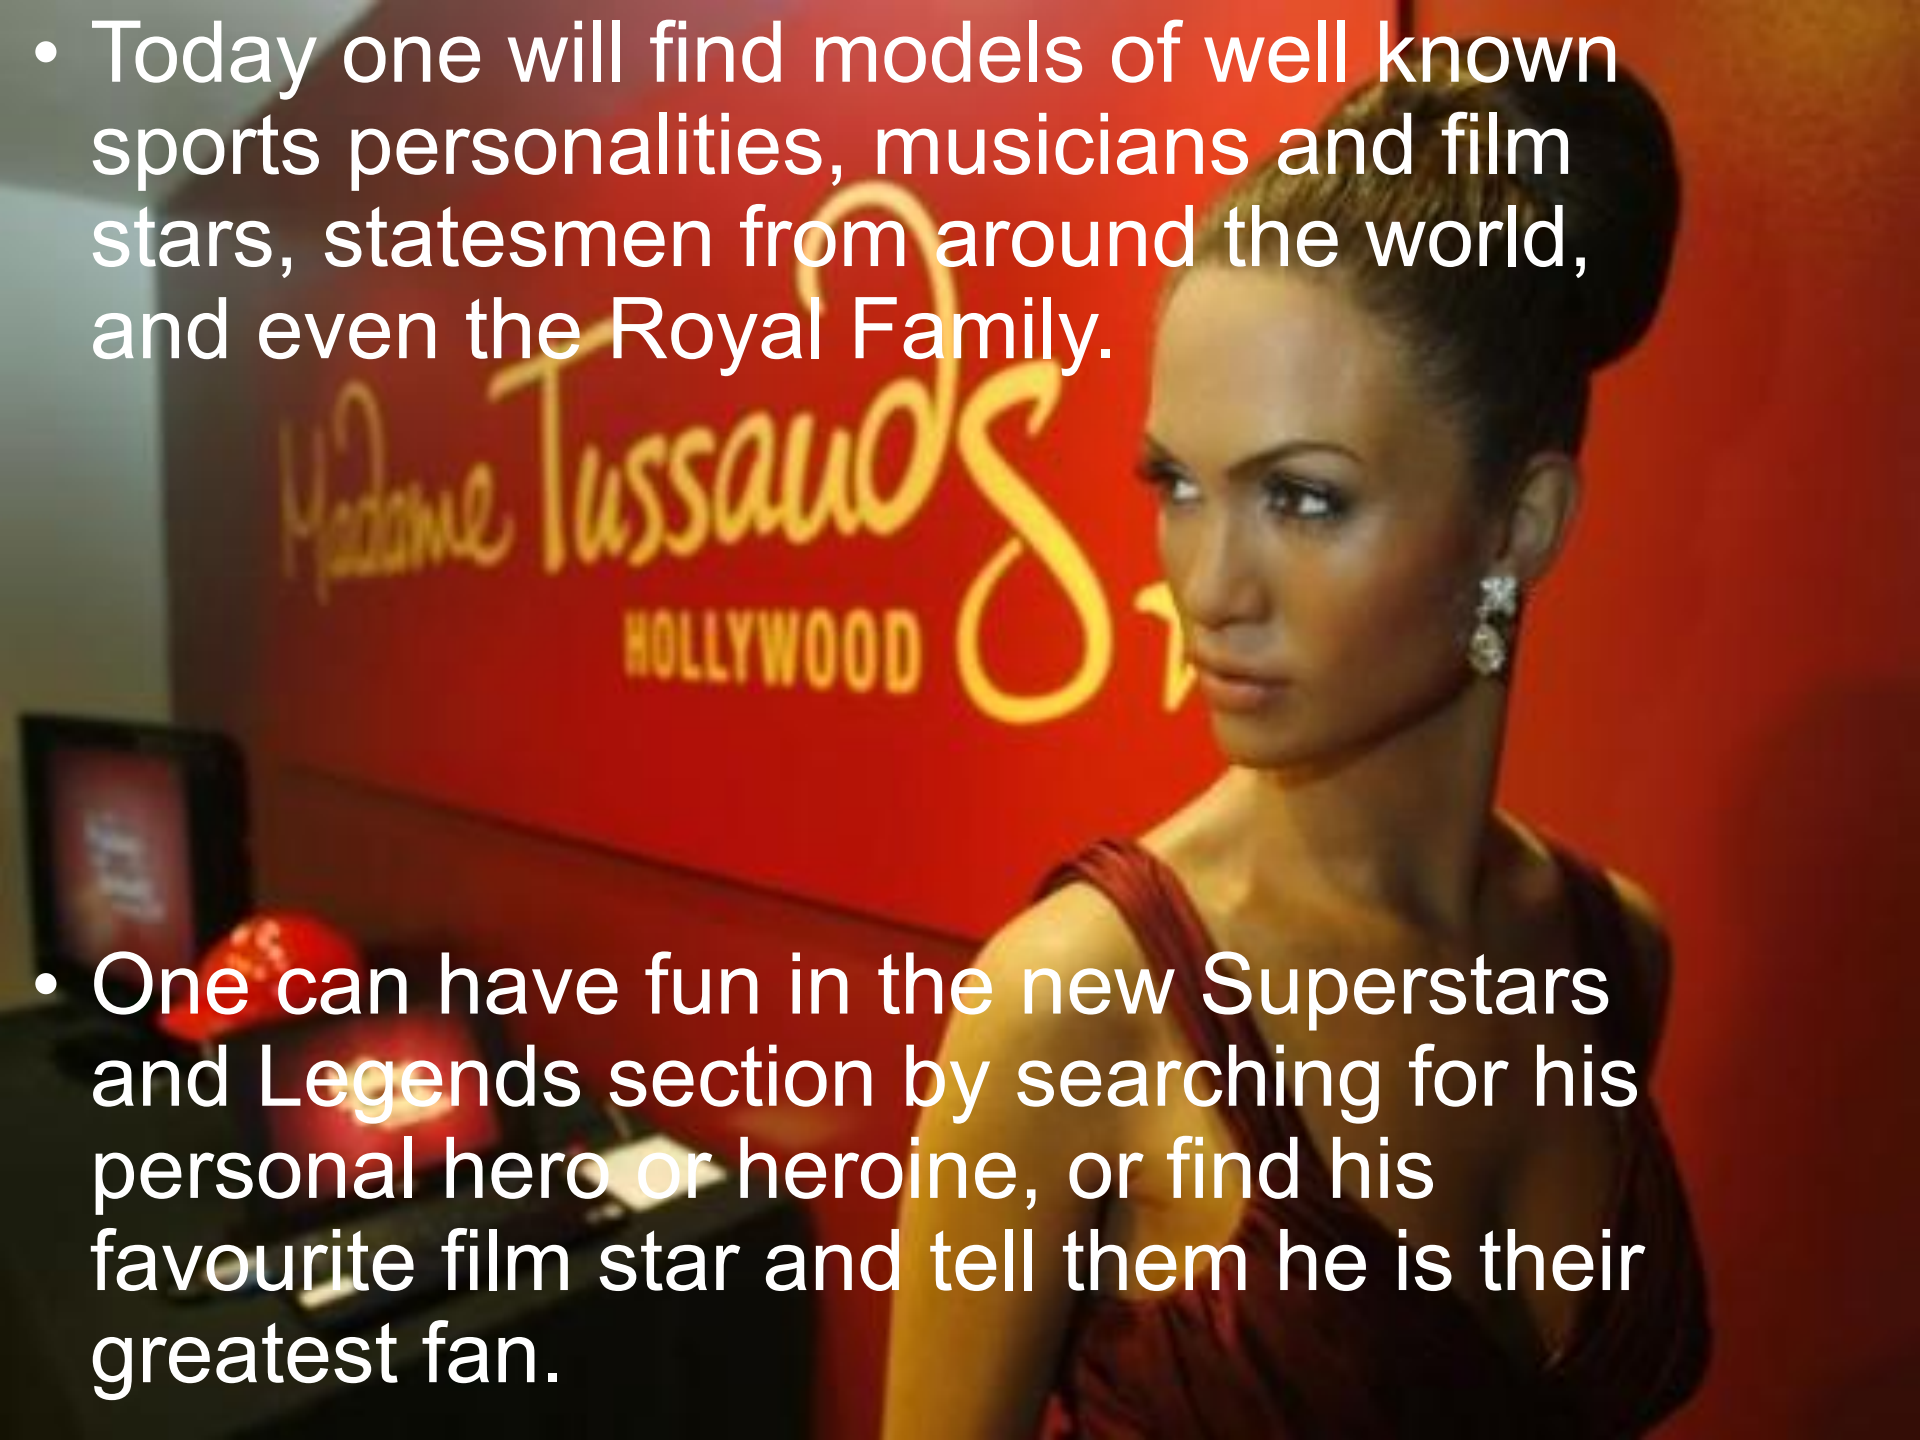 • Today one will find models of well known
sports personalities, musicians and film
stars, statesmen from around the world,
and even the Royal Family.
Madame Tussauds
HOLLYWOOD
• One can have fun in the new Superstars
and Legends section by searching for his
personal hero or heroine, or find his
favourite film star and tell them he is their
greatest fan.